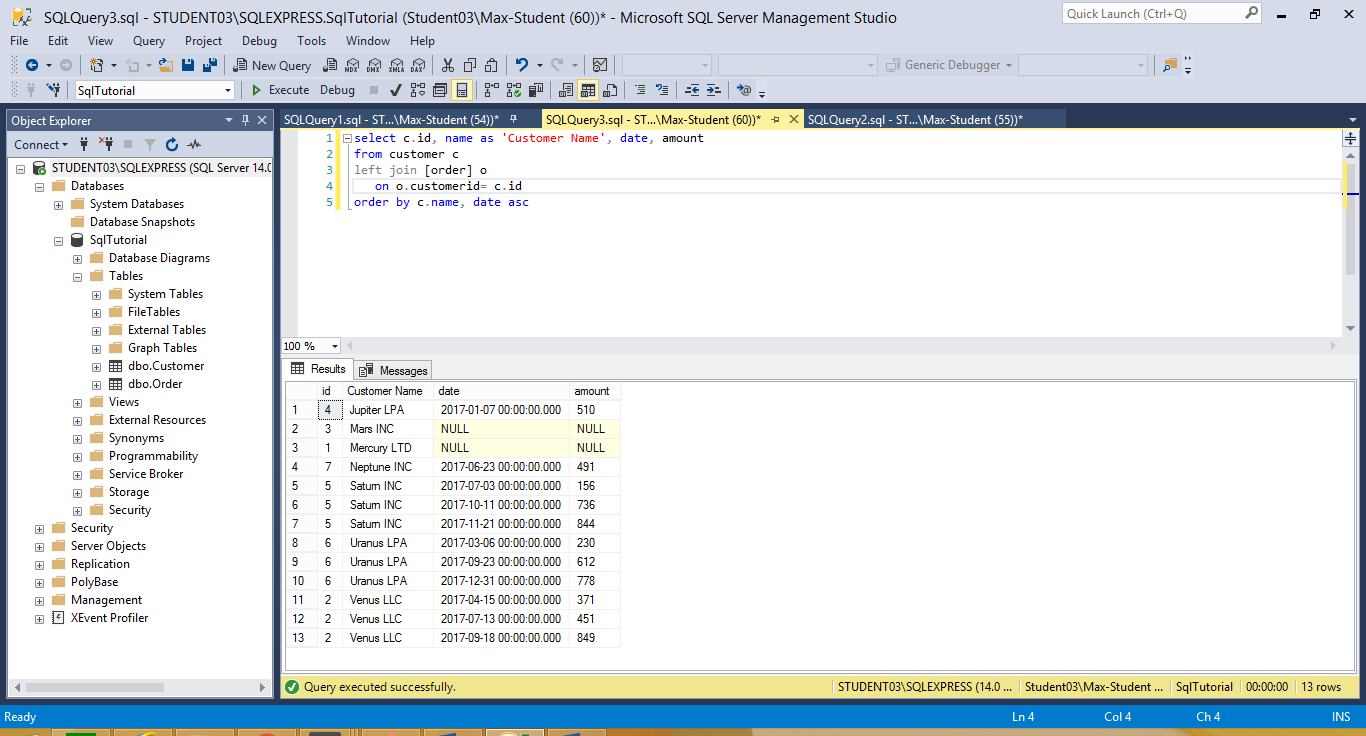 SQLQuery3.sql - STUDENT03\SQLEXPRESS.SqlTutorial (Student03\Max-Student (60))* - Microsoft SQL Server Management Studio
Quick Launch (Ctrl+Q)
File Edit View Query Project Debug Tools Window Help
New Query MDX DMX XMLA DAX Generic Debugger
SqlTutorial Execute Debug
Object Explorer
Connect
STUDENT03\SQLEXPRESS (SQL Server 14.0
Databases
System Databases
Database Snapshots
SqlTutorial
Database Diagrams
Tables
System Tables
FileTables
External Tables
Graph Tables
dbo.Customer
dbo.Order
Views
External Resources
Synonyms
Programmability
Service Broker
Storage
Security
Security
Server Objects
Replication
PolyBase
Management
XEvent Profiler
SQLQuery1.sql - ST...\Max-Student (54))* SQLQuery3.sql - ST...\Max-Student (60))* SQLQuery2.sql - ST...\Max-Student (55))*
1 select c.id, name as 'Customer Name', date, amount
2 from customer c
3 left join [order] o
4 on o.customerid= c.id
5 order by c.name, date asc
100 %
Results Messages
id Customer Name date amount
1 4 Jupiter LPA 2017-01-07 00:00:00.000 510
2 3 Mars INC NULL NULL
3 1 Mercury LTD NULL NULL
4 7 Neptune INC 2017-06-23 00:00:00.000 491
5 5 Saturn INC 2017-07-03 00:00:00.000 156
6 5 Saturn INC 2017-10-11 00:00:00.000 736
7 5 Saturn INC 2017-11-21 00:00:00.000 844
8 6 Uranus LPA 2017-03-06 00:00:00.000 230
9 6 Uranus LPA 2017-09-23 00:00:00.000 612
10 6 Uranus LPA 2017-12-31 00:00:00.000 778
11 2 Venus LLC 2017-04-15 00:00:00.000 371
12 2 Venus LLC 2017-07-13 00:00:00.000 451
13 2 Venus LLC 2017-09-18 00:00:00.000 849
Query executed successfully. STUDENT03\SQLEXPRESS (14.0 ... Student03\Max-Student ... SqlTutorial 00:00:00 13 rows
Ready Ln 4 Col 4 Ch 4 INS